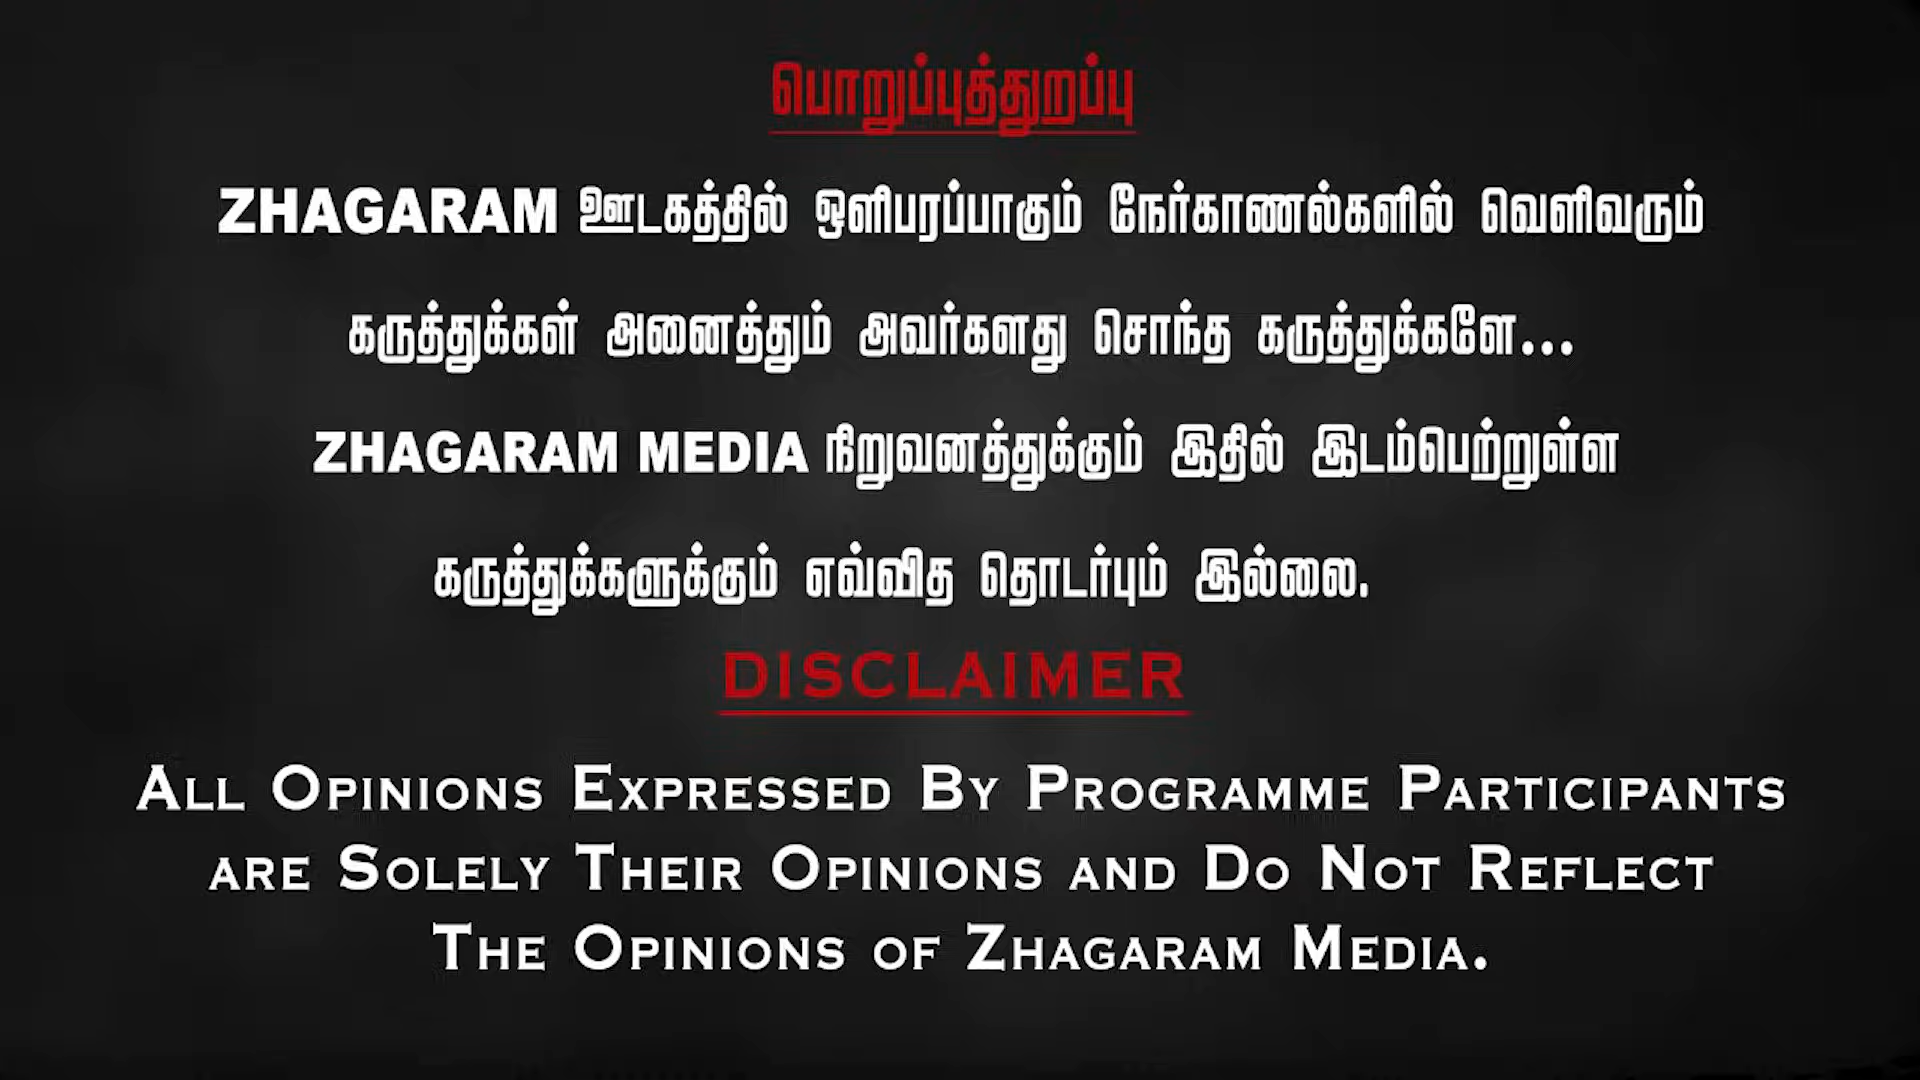 பொறுப்புத்துறப்பு
ZHAGARAM ஊடகத்தில் ஒளிபரப்பாகும் நேர்காணல்களில் வெளிவரும்
கருத்துக்கள் அனைத்தும் அவர்களது சொந்த கருத்துக்களே...
ZHAGARAM MEDIA நிறுவனத்துக்கும் இதில் இடம்பெற்றுள்ள
கருத்துக்களுக்கும் எவ்வித தொடர்பும் இல்லை.
DISCLAIMER
ALL OPINIONS EXPRESSED BY PROGRAMME PARTICIPANTS
ARE SOLELY THEIR OPINIONS AND DO NOT REFLECT
THE OPINIONS OF ZHAGARAM MEDIA.